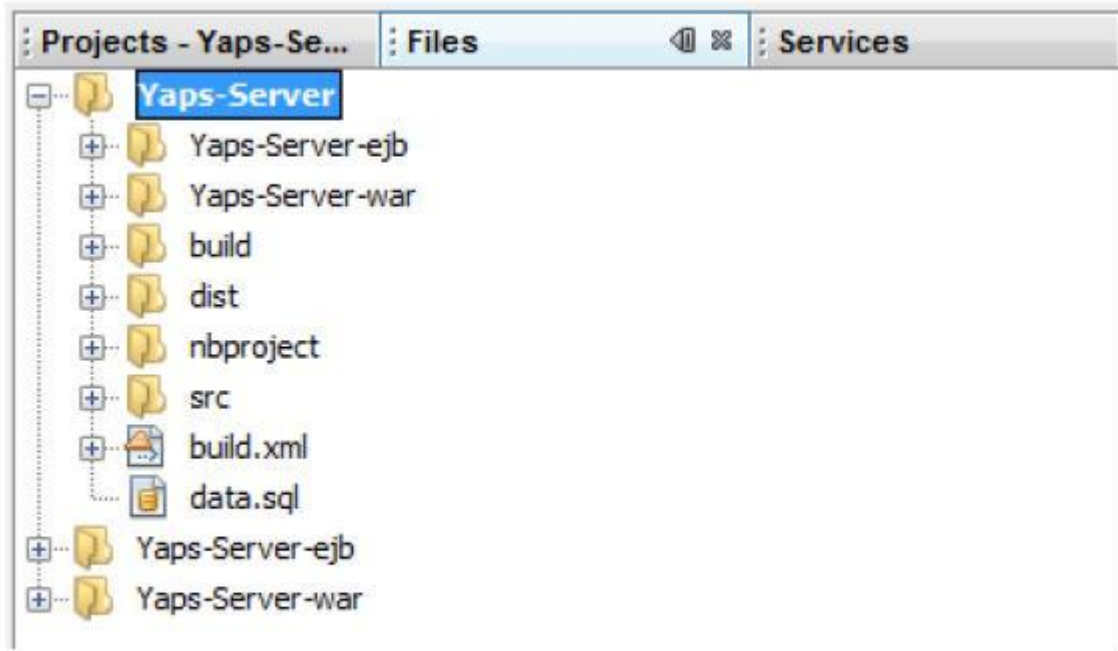 Projects - Yaps-Se... Files Services
Yaps-Server
Yaps-Server-ejb
Yaps-Server-war
build
dist
nbproject
src
build.xml
data.sql
Yaps-Server-ejb
Yaps-Server-war